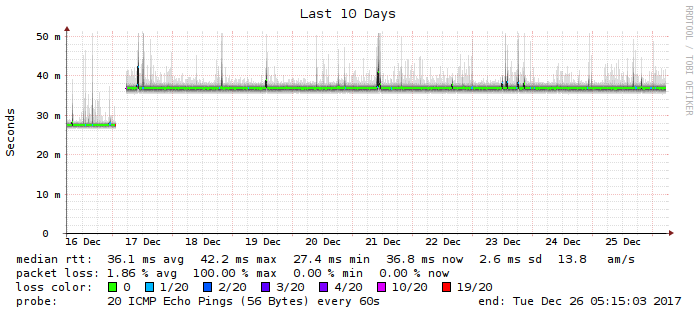 Last 10 Days
RRDTOOL / TOBI OETIKER
Seconds
50 m
40 m
30 m
20 m
10 m
0
16 Dec 17 Dec 18 Dec 19 Dec 20 Dec 21 Dec 22 Dec 23 Dec 24 Dec 25 Dec
median rtt: 36.1 ms avg 42.2 ms max 27.4 ms min 36.8 ms now 2.6 ms sd 13.8 am/s
packet loss: 1.86 % avg 100.00 % max 0.00 % min 0.00 % now
loss color: 0 1/20 2/20 3/20 4/20 10/20 19/20
probe: 20 ICMP Echo Pings (56 Bytes) every 60s end: Tue Dec 26 05:15:03 2017